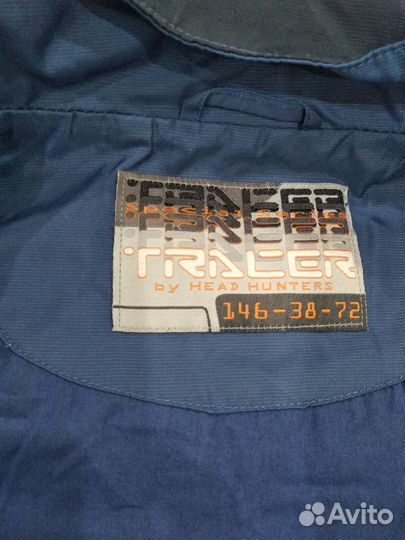 TRACER
by HEAD HUNTERS
146-38-72
Avito